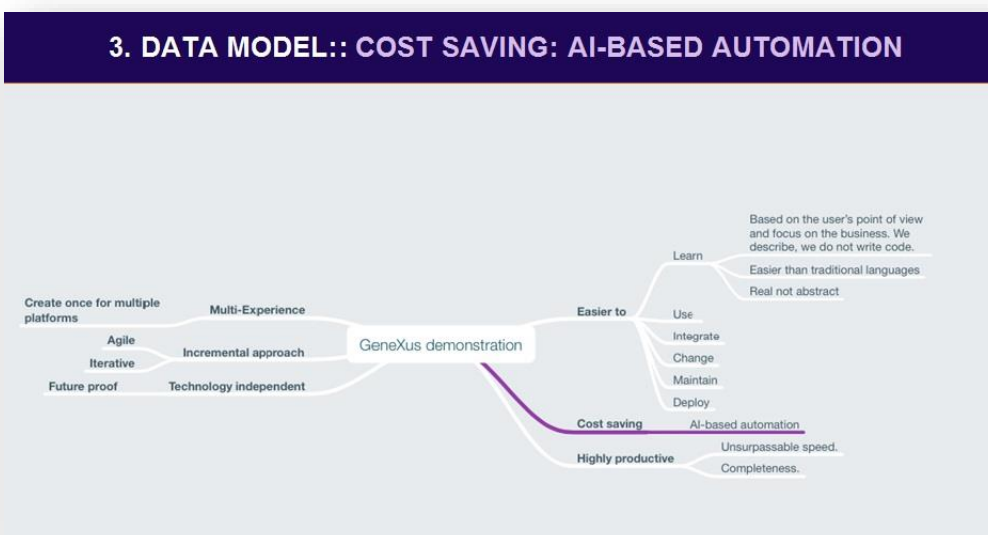 3. DATA MODEL:: COST SAVING: AI-BASED AUTOMATION
Create once for multiple
platforms
Multi-Experience
Agile
Iterative
Incremental approach
Future proof
Technology independent
GeneXus demonstration
Easier to
Learn
Based on the user's point of view
and focus on the business. We
describe, we do not write code.
Easier than traditional languages
Real not abstract
Use
Integrate
Change
Maintain
Deploy
Cost saving
AI-based automation
Highly productive
Unsurpassable speed.
Completeness.